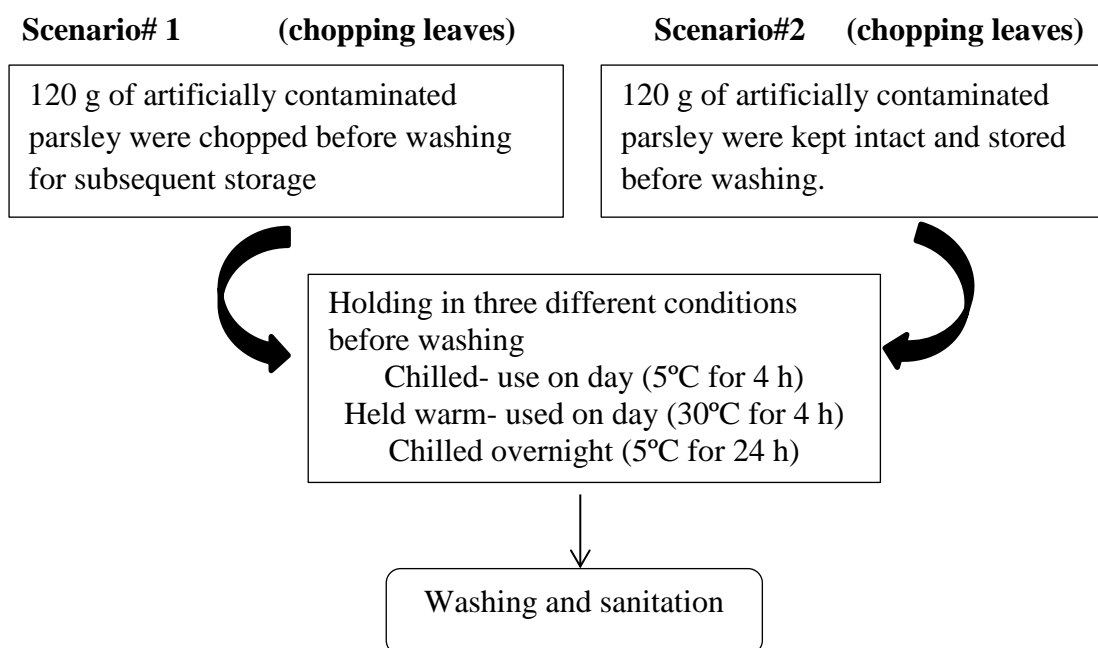 Scenario# 1 (chopping leaves)
Scenario#2 (chopping leaves)
120 g of artificially contaminated
parsley were chopped before washing
for subsequent storage
120 g of artificially contaminated
parsley were kept intact and stored
before washing.
Holding in three different conditions
before washing
Chilled- use on day (5ºC for 4 h)
Held warm- used on day (30ºC for 4 h)
Chilled overnight (5ºC for 24 h)
Washing and sanitation